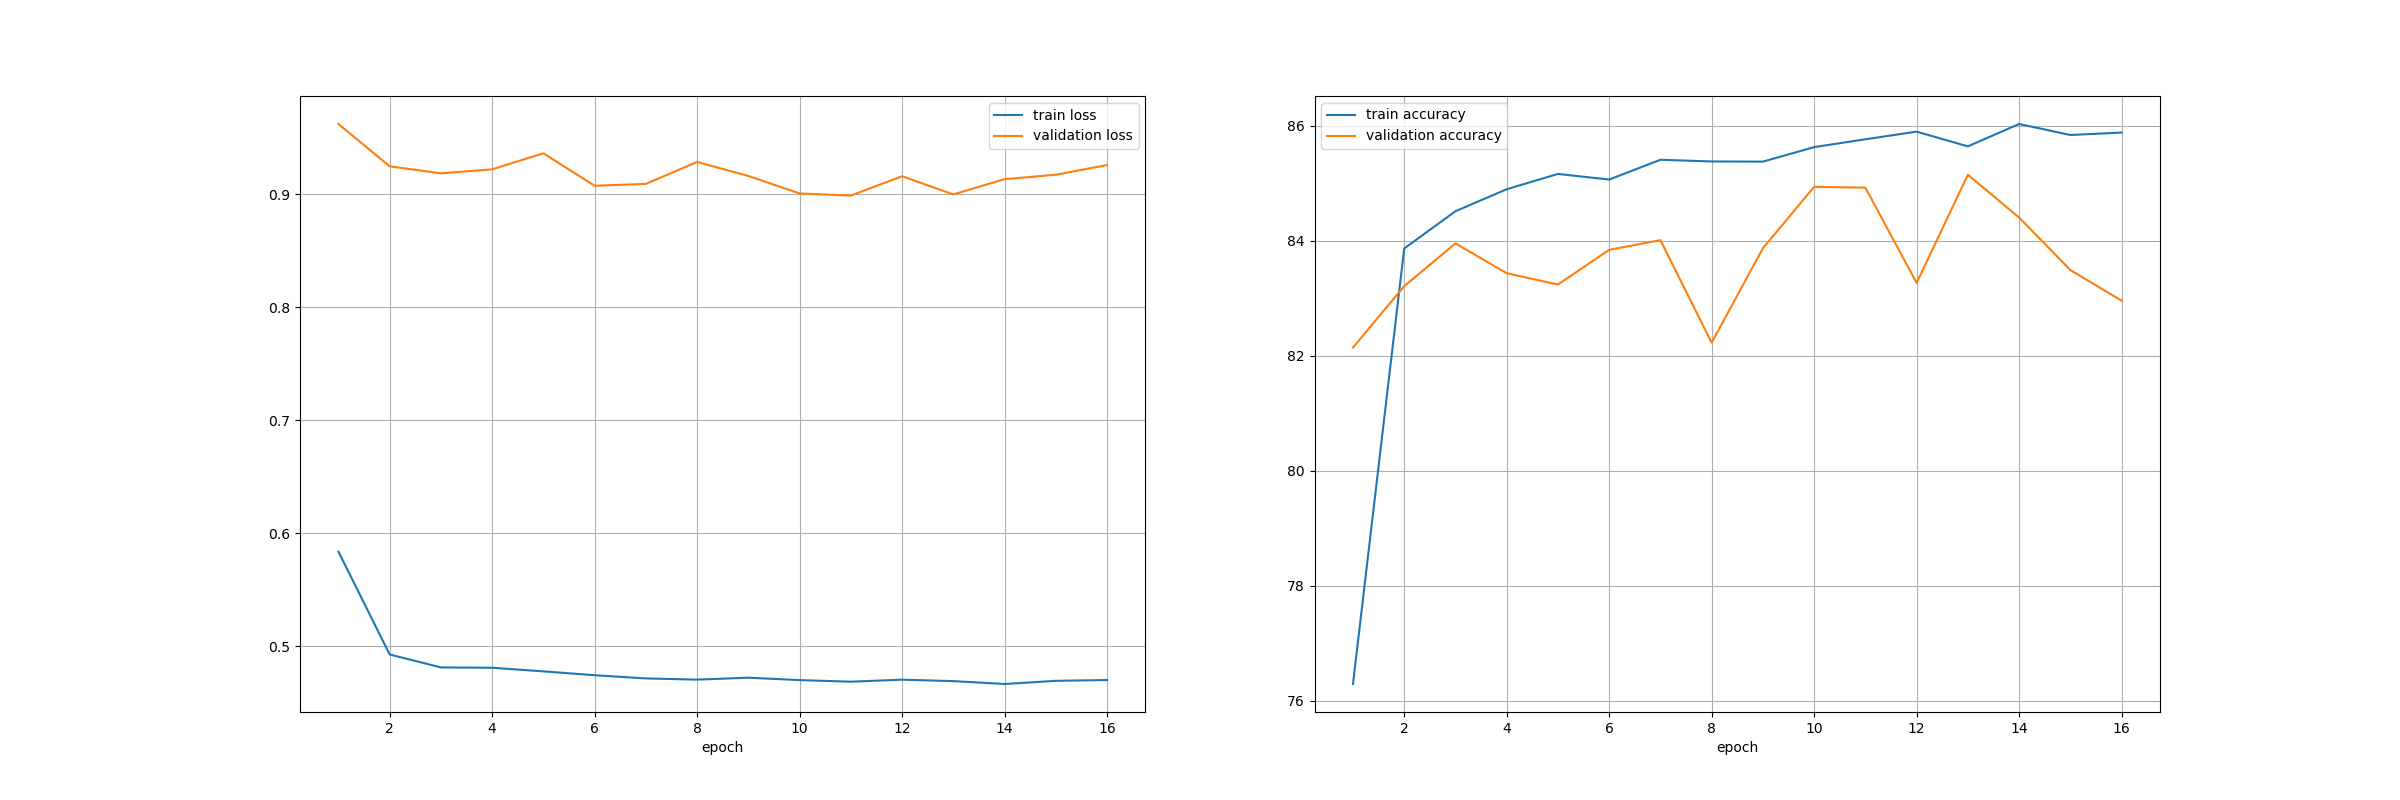 train loss
validation loss
0.9
0.8
0.7
0.6
0.5
2 4 6 8 10 12 14 16
epoch
train accuracy
validation accuracy
86
84
82
80
78
76
2 4 6 8 10 12 14 16
epoch